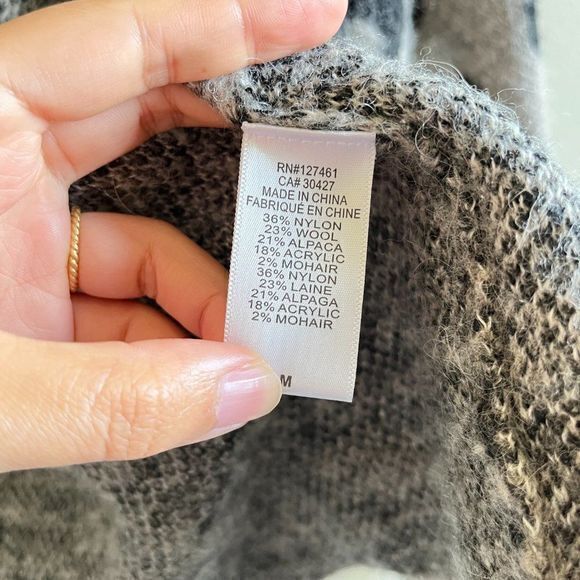 RN#127461
CA# 30427
MADE IN CHINA
FABRIQUÉ EN CHINE
36% NYLON
23% WOOL
21% ALPACA
18% ACRYLIC
2% MOHAIR
36% NYLON
23% LAINE
21% ALPAGA
18% ACRYLIC
2% MOHAIR
M